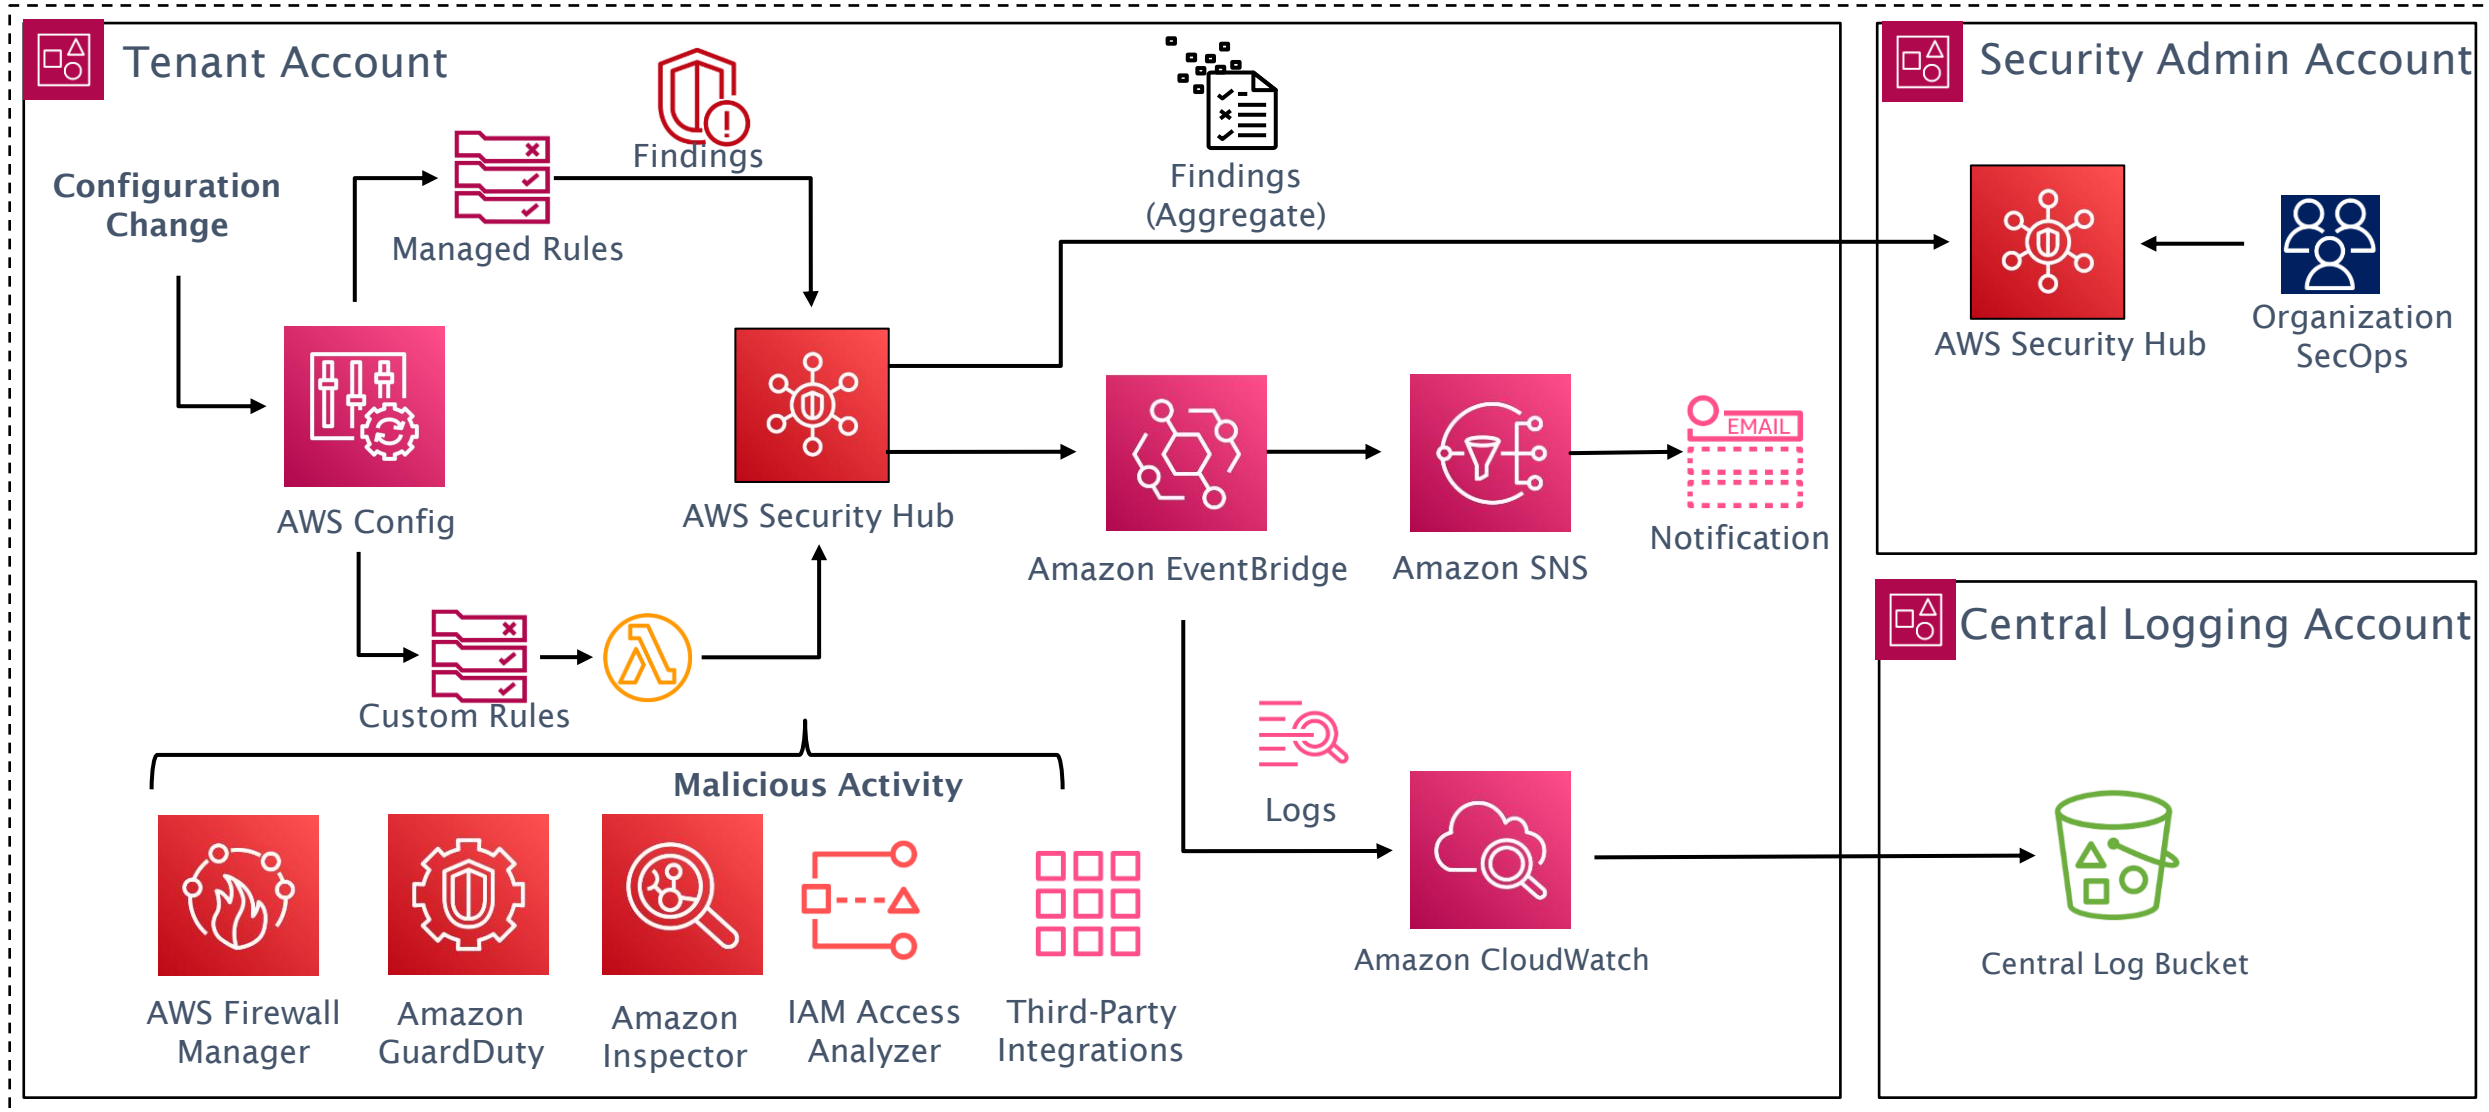 Tenant Account
Security Admin Account
Findings
Findings
(Aggregate)
Configuration
Change
Managed Rules
AWS Security Hub
Organization
SecOps
AWS Config
AWS Security Hub
Amazon EventBridge
Amazon SNS
EMAIL
Notification
Central Logging Account
Custom Rules
Malicious Activity
Logs
Amazon CloudWatch
Central Log Bucket
AWS Firewall
Manager
Amazon
GuardDuty
Amazon
Inspector
IAM Access
Analyzer
Third-Party
Integrations